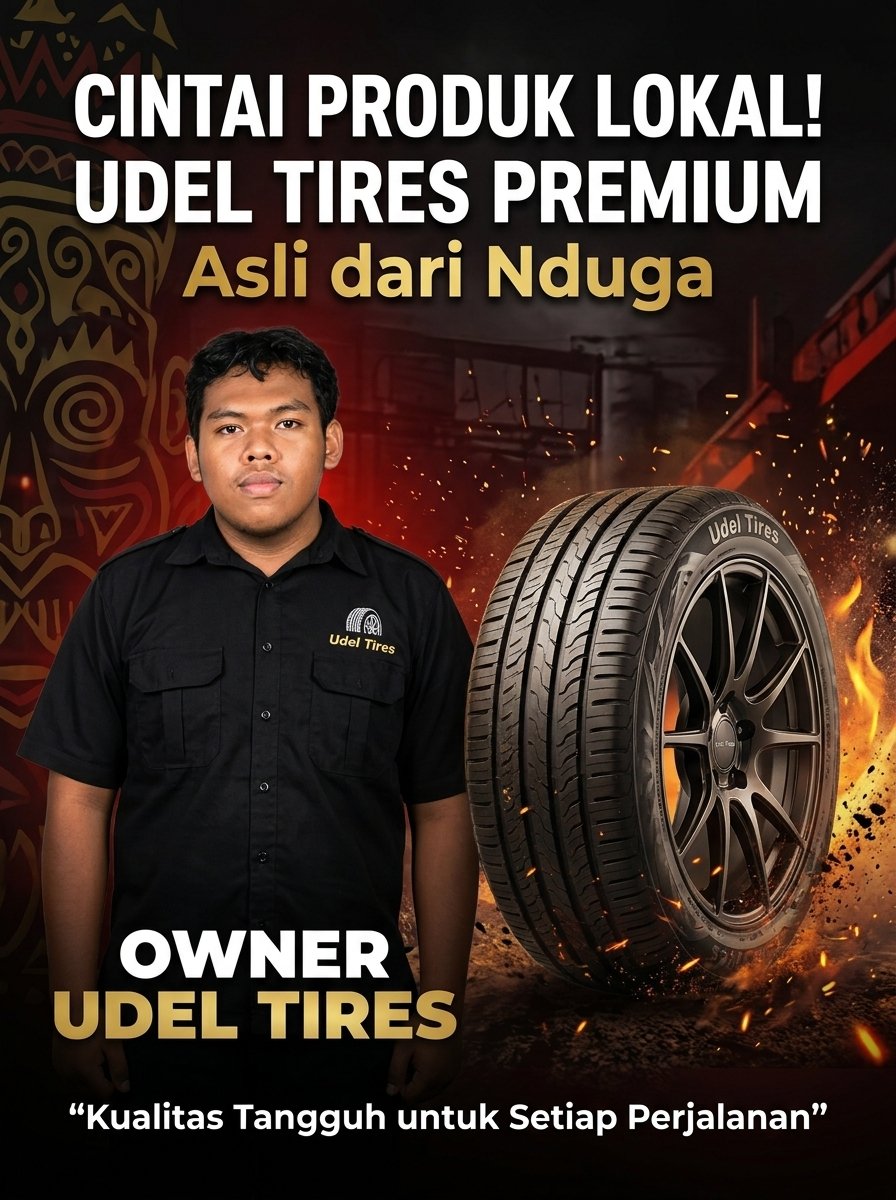 CINTAI PRODUK LOKAL!
UDEL TIRES PREMIUM
Asli dari Nduga
Udel Tires
Udel Tires
OWNER
UDEL TIRES
“Kualitas Tangguh untuk Setiap Perjalanan”